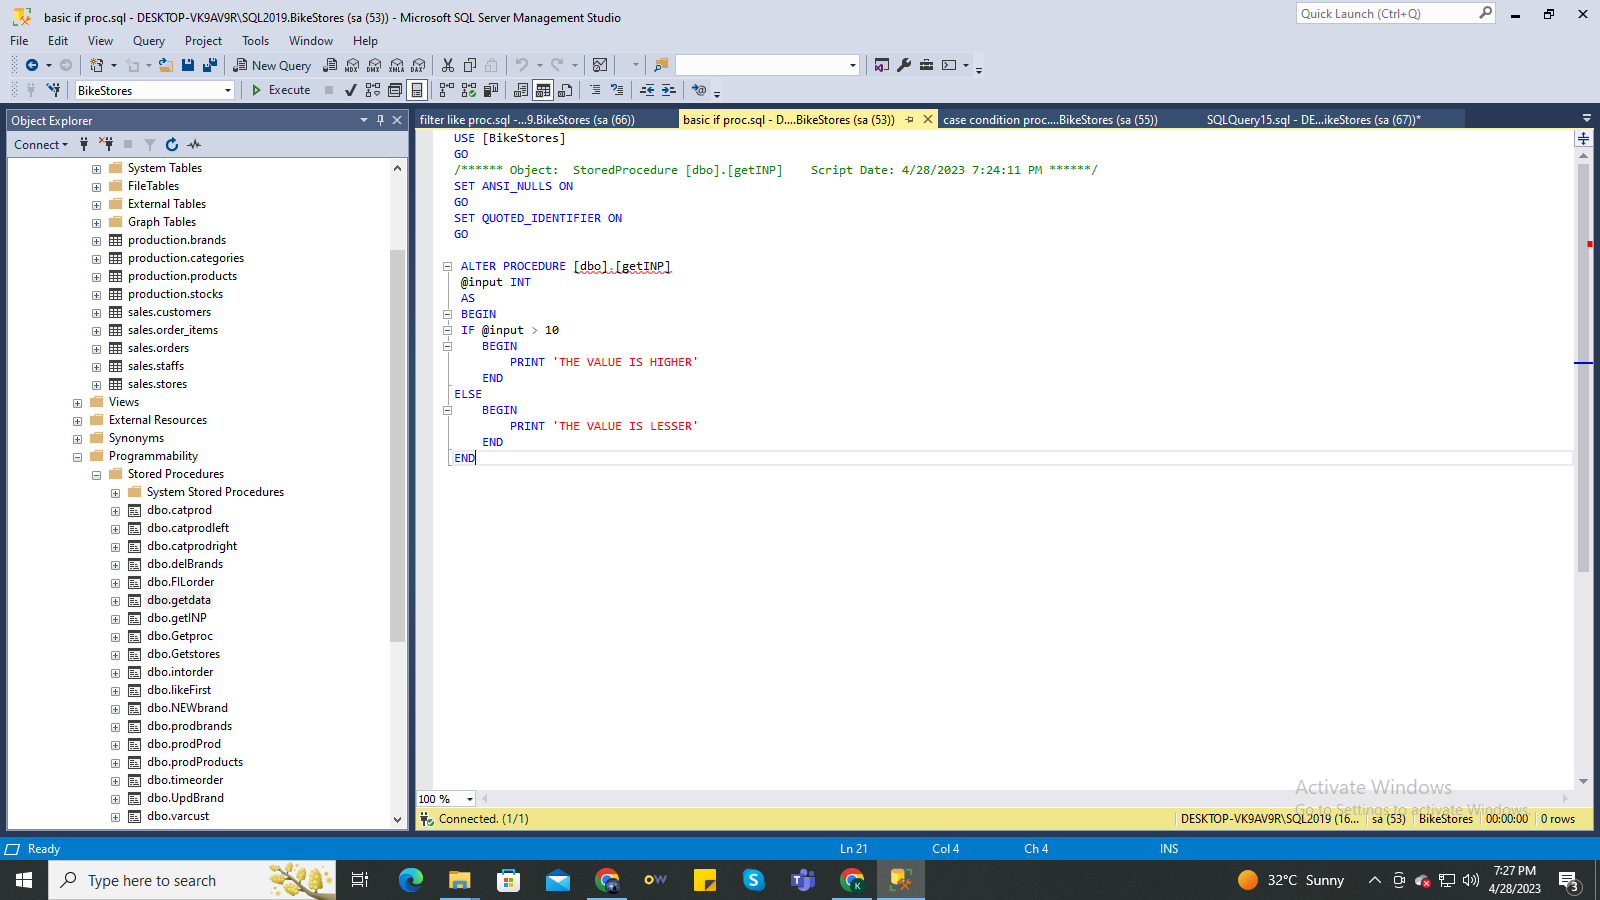 basic if proc.sql - DESKTOP-VK9AV9R\SQL2019.BikeStores (sa (53)) - Microsoft SQL Server Management Studio
Quick Launch (Ctrl+Q)
File Edit View Query Project Tools Window Help
New Query
MDX DMX XMLA DAX
BikeStores
Execute
Object Explorer
filter like proc.sql -...9.BikeStores (sa (66))
basic if proc.sql - D....BikeStores (sa (53))
case condition proc....BikeStores (sa (55))
SQLQuery15.sql - DE...ikeStores (sa (67))*
Connect
System Tables
FileTables
External Tables
Graph Tables
production.brands
production.categories
production.products
production.stocks
sales.customers
sales.order_items
sales.orders
sales.staffs
sales.stores
Views
External Resources
Synonyms
Programmability
Stored Procedures
System Stored Procedures
dbo.catprod
dbo.catprodleft
dbo.catprodright
dbo.delBrands
dbo.FILorder
dbo.getdata
dbo.getINP
dbo.Getproc
dbo.Getstores
dbo.intorder
dbo.likeFirst
dbo.NEWbrand
dbo.prodbrands
dbo.prodProd
dbo.prodProducts
dbo.timeorder
dbo.UpdBrand
dbo.varcust
USE [BikeStores]
GO
/****** Object:  StoredProcedure [dbo].[getINP]    Script Date: 4/28/2023 7:24:11 PM ******/
SET ANSI_NULLS ON
GO
SET QUOTED_IDENTIFIER ON
GO
ALTER PROCEDURE [dbo].[getINP]
@input INT
AS
BEGIN
IF @input > 10
BEGIN
PRINT 'THE VALUE IS HIGHER'
END
ELSE
BEGIN
PRINT 'THE VALUE IS LESSER'
END
END
100 %
Activate Windows
Go to Settings to activate Windows.
Connected. (1/1)
DESKTOP-VK9AV9R\SQL2019 (16... sa (53) BikeStores 00:00:00 0 rows
Ready
Ln 21 Col 4 Ch 4 INS
Type here to search
32°C Sunny
7:27 PM
4/28/2023
3